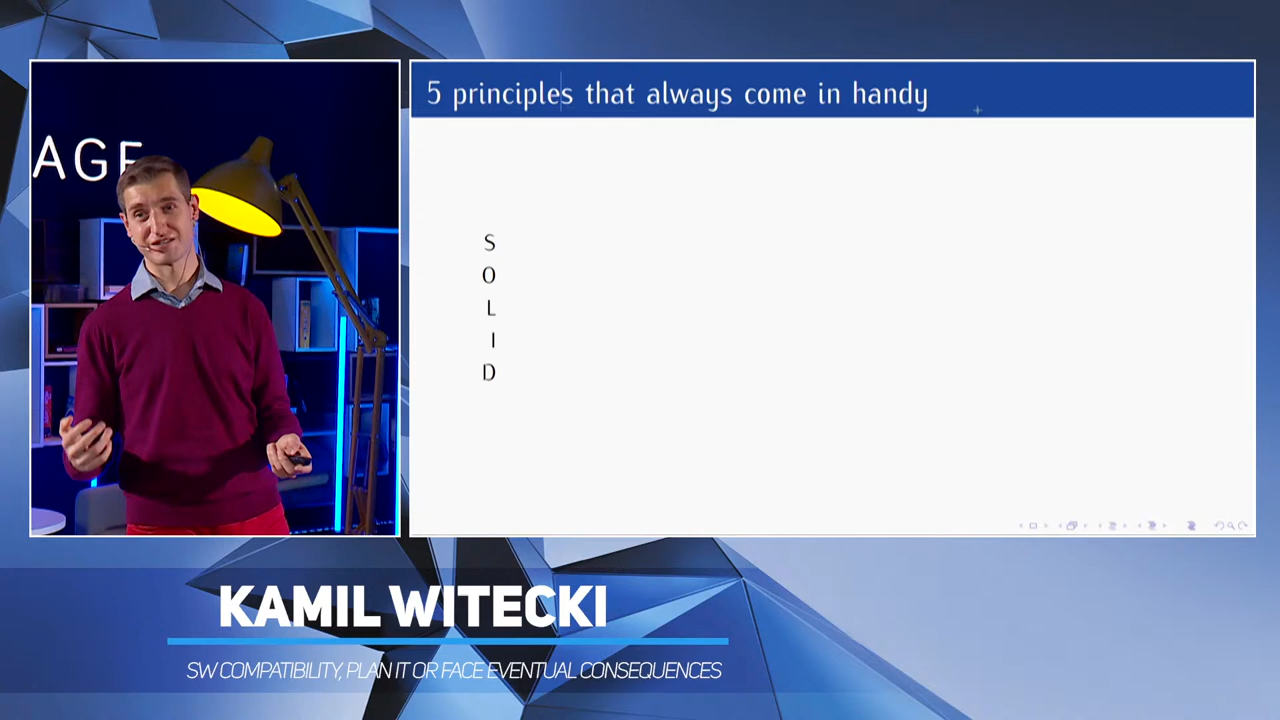 AGE
5 principles that always come in handy
S
O
L
I
D
KAMIL WITECKI
SW COMPATIBILITY, PLAN IT OR FACE EVENTUAL CONSEQUENCES